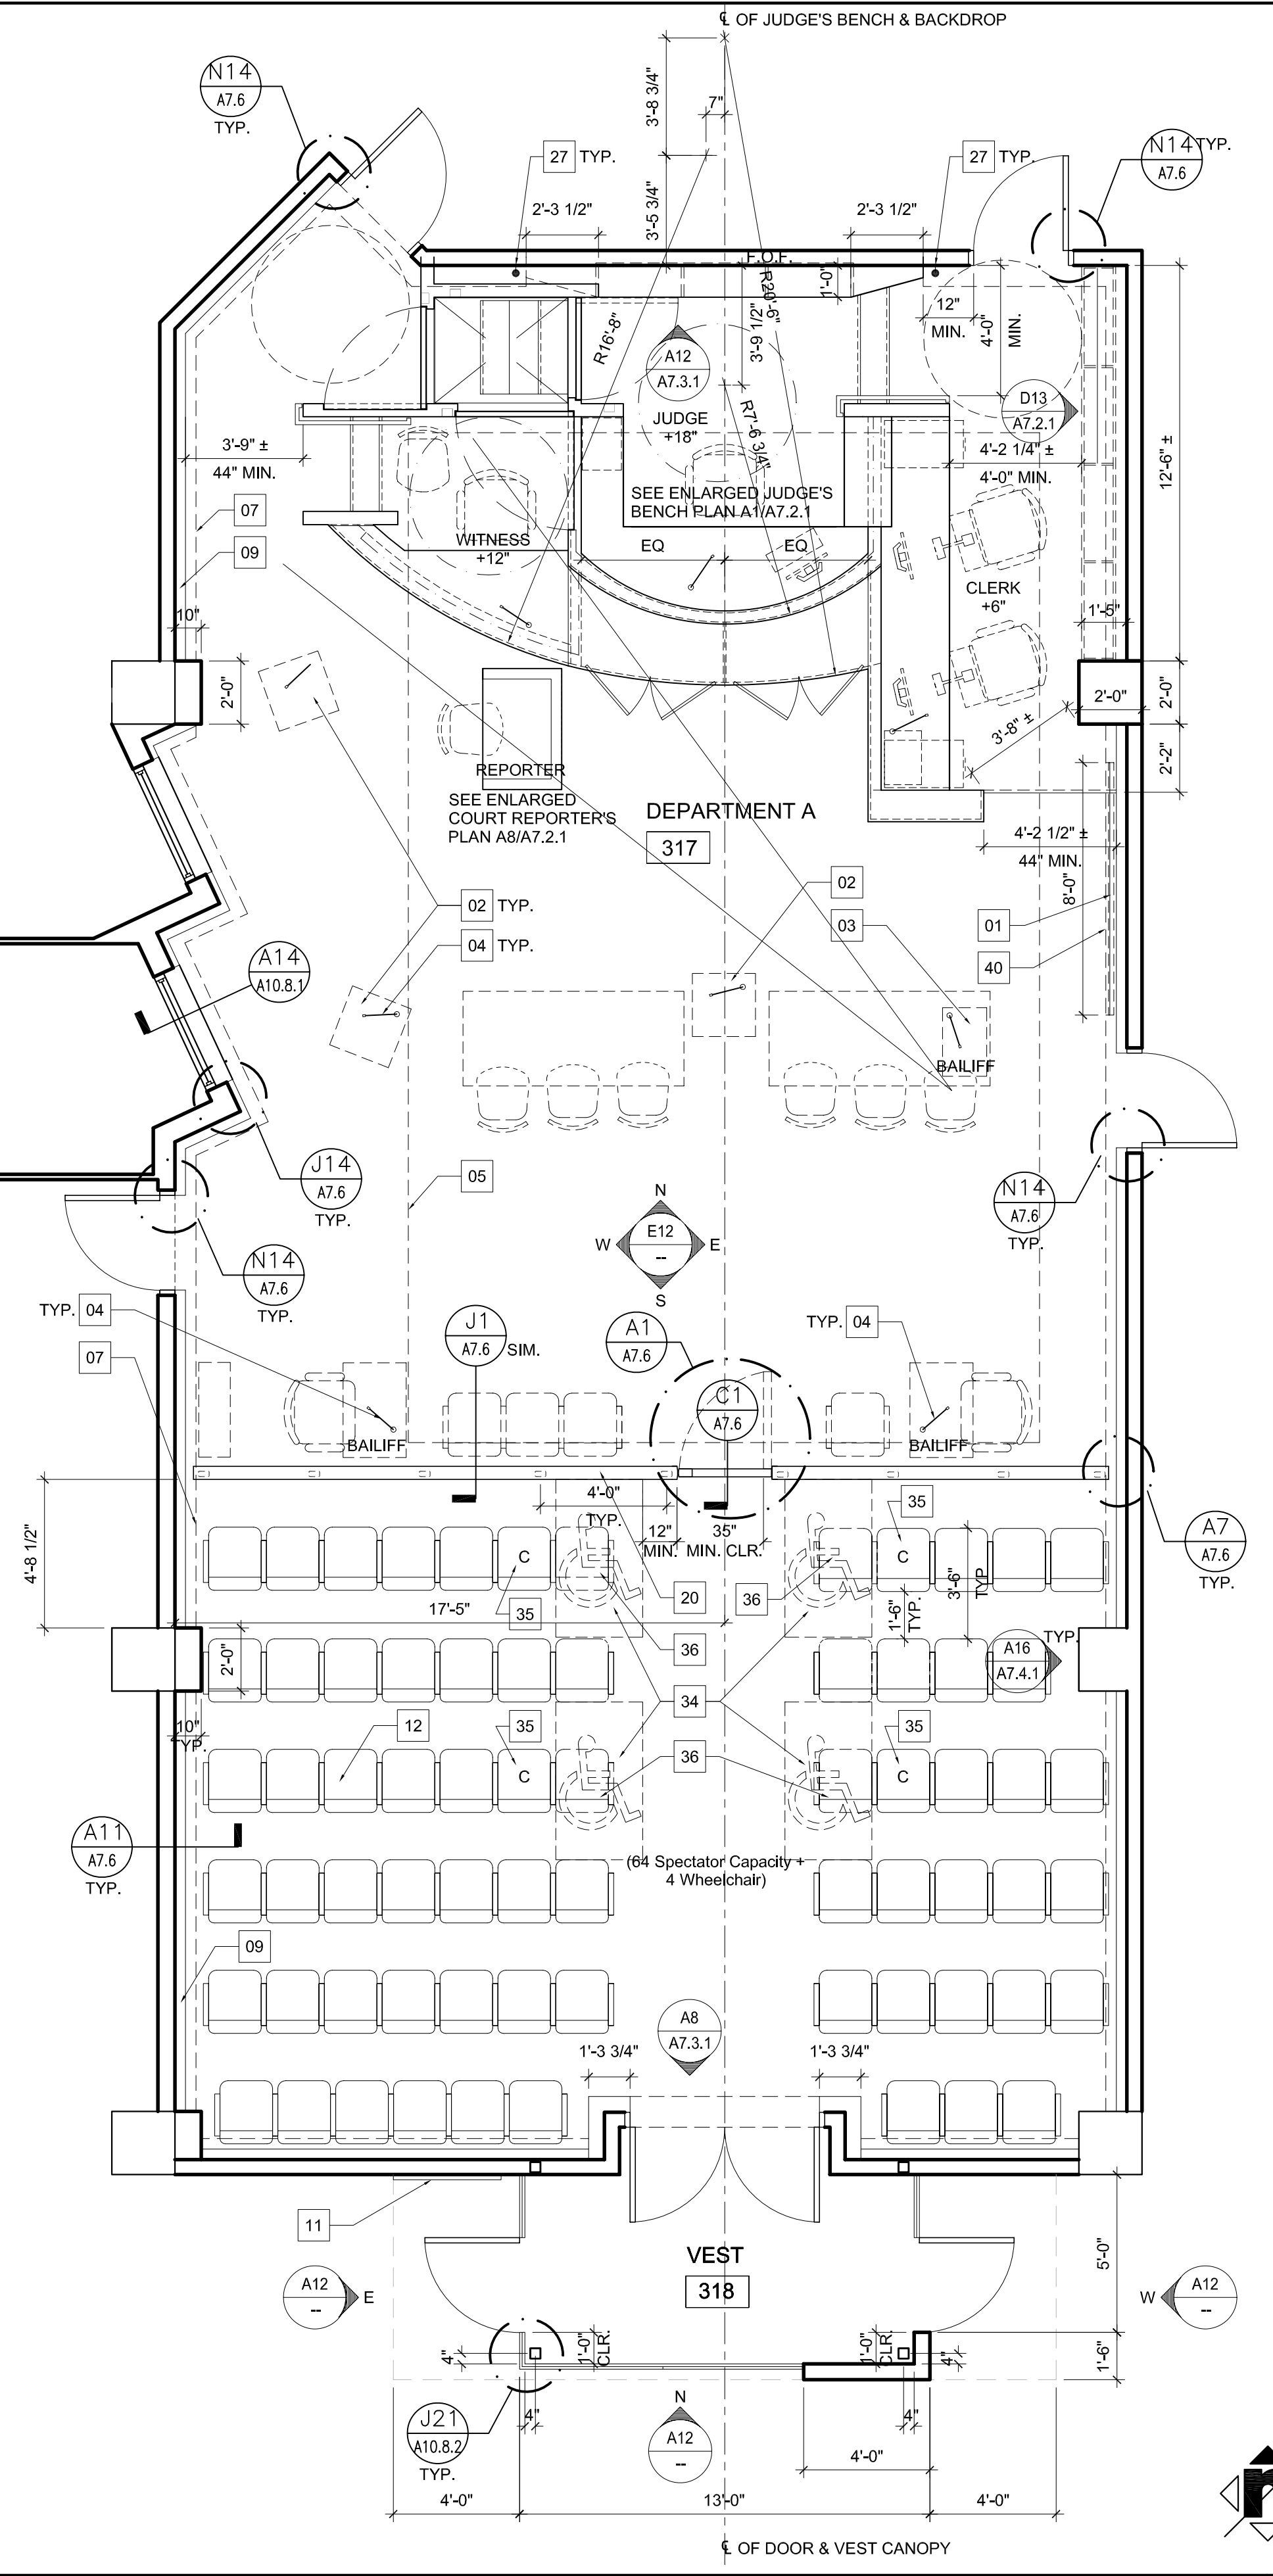 ℄ OF JUDGE'S BENCH & BACKDROP
N14
A7.6
TYP.
3'-8 3/4"
7"
27 TYP.
27 TYP.
N14 TYP.
A7.6
2'-3 1/2"
3'-5 3/4"
2'-3 1/2"
F.O.F.
1'-0"
R20'-9"
3'-9 1/2"
R16'-8"
12"
MIN.
4'-0"
MIN.
A12
A7.3.1
D13
A7.2.1
JUDGE
+18"
R7'-6 3/4"
3'-9" ±
44" MIN.
4'-2 1/4" ±
4'-0" MIN.
12'-6" ±
SEE ENLARGED JUDGE'S
BENCH PLAN A1/A7.2.1
07
09
WITNESS
+12"
EQ
EQ
CLERK
+6"
10"
1'-5"
2'-0"
2'-0"
2'-0"
3'-8" ±
2'-2"
REPORTER
SEE ENLARGED
COURT REPORTER'S
PLAN A8/A7.2.1
DEPARTMENT A
317
4'-2 1/2" ±
44" MIN.
8'-0"
02
02 TYP.
03
01
04 TYP.
40
A14
A10.8.1
BAILIFF
J14
A7.6
TYP.
05
N14
A7.6
TYP.
N
W
E12
--
E
S
N14
A7.6
TYP.
TYP. 04
J1
A7.6
SIM.
A1
A7.6
TYP. 04
07
C1
A7.6
BAILIFF
BAILIFF
4'-8 1/2"
4'-0"
TYP.
12"
MIN.
35"
MIN. CLR.
35
A7
A7.6
TYP.
C
C
3'-6"
TYP.
20
36
17'-5"
35
1'-6"
TYP.
36
2'-0"
A16
A7.4.1
TYP.
34
10"
TYP.
12
35
35
36
C
C
A11
A7.6
TYP.
(64 Spectator Capacity +
4 Wheelchair)
09
A8
A7.3.1
1'-3 3/4"
1'-3 3/4"
11
VEST
318
5'-0"
A12
--
E
W
A12
--
1'-0"
CLR.
1'-0"
CLR.
4"
4"
1'-6"
J21
A10.8.2
TYP.
4"
N
A12
--
4"
4'-0"
4'-0"
13'-0"
4'-0"
℄ OF DOOR & VEST CANOPY